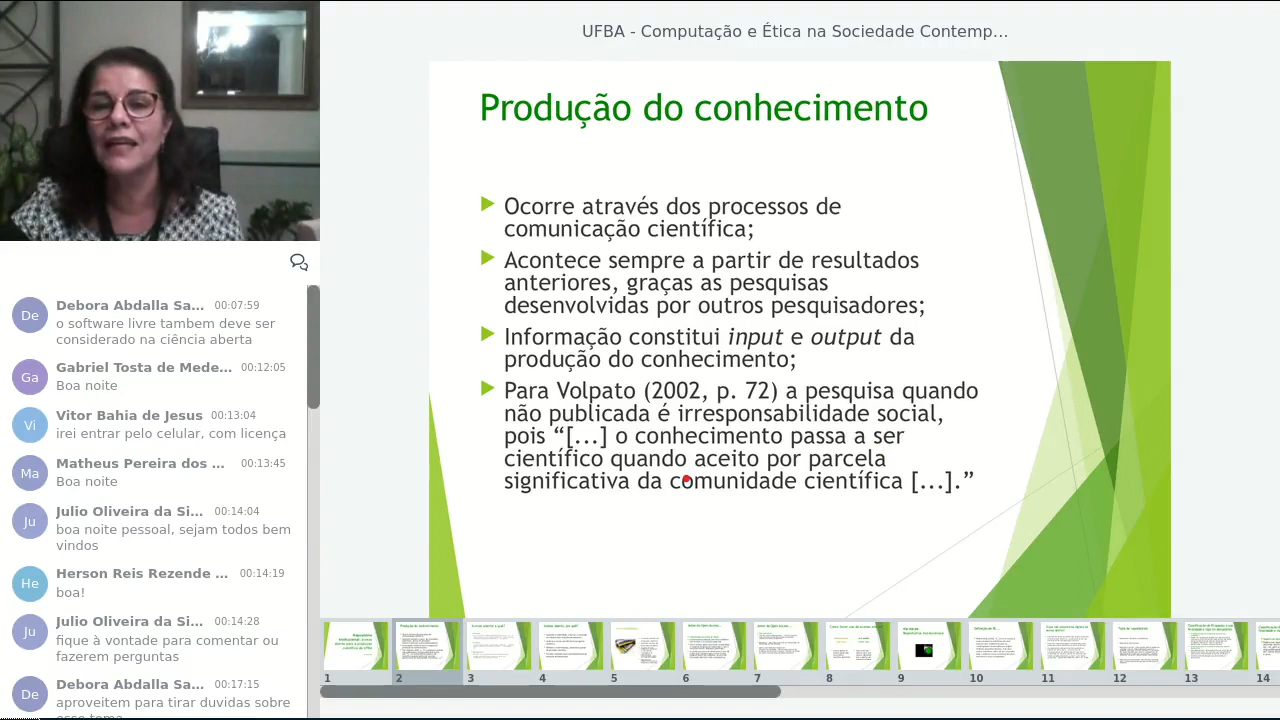 UFBA - Computação e Ética na Sociedade Contemp...
Produção do conhecimento
Ocorre através dos processos de
comunicação científica;
Acontece sempre a partir de resultados
anteriores, graças as pesquisas
desenvolvidas por outros pesquisadores;
Informação constitui input e output da
produção do conhecimento;
Para Volpato (2002, p. 72) a pesquisa quando
não publicada é irresponsabilidade social,
pois “[...] o conhecimento passa a ser
científico quando aceito por parcela
significativa da comunidade científica [...].”
De
Debora Abdalla Sa... 00:07:59
o software livre tambem deve ser
considerado na ciência aberta
Ga
Gabriel Tosta de Mede... 00:12:05
Boa noite
Vi
Vitor Bahia de Jesus 00:13:04
irei entrar pelo celular, com licença
Ma
Matheus Pereira dos ... 00:13:45
Boa noite
Ju
Julio Oliveira da Si... 00:14:04
boa noite pessoal, sejam todos bem
vindos
He
Herson Reis Rezende ... 00:14:19
boa!
Ju
Julio Oliveira da Si... 00:14:20
fique à vontade para comentar ou
fazerem perguntas
De
Debora Abdalla Sa... 00:17:15
aproveitem para tirar duvidas sobre
esse tema
1 2 3 4 5 6 7 8 9 10 11 12 13 14